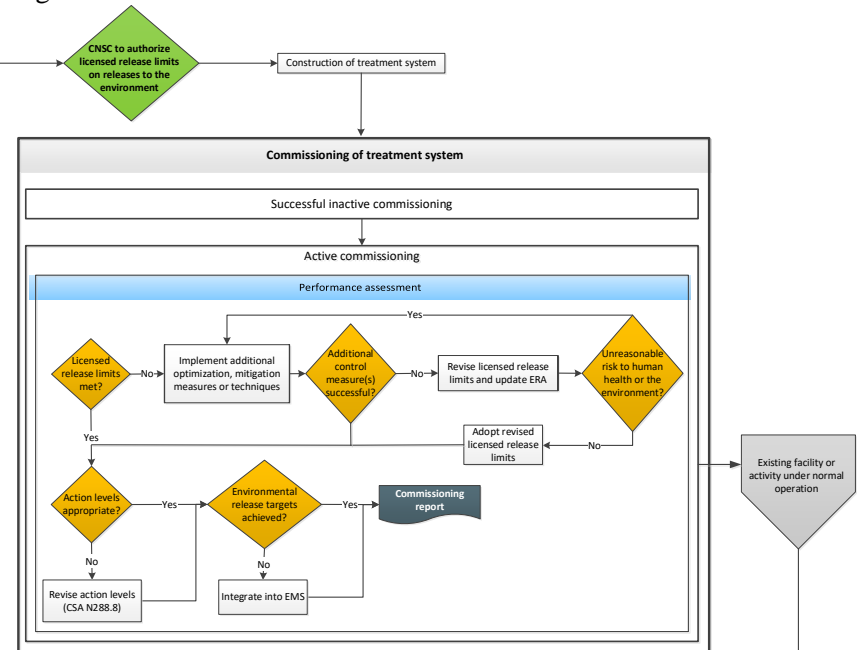 CNSC to authorize
licensed release limits
on releases to the
environment
Construction of treatment system
Commissioning of treatment system
Successful inactive commissioning
Active commissioning
Performance assessment
Yes
Licensed
release limits
met?
No
Implement additional
optimization, mitigation
measures or techniques
Additional
control
measure(s)
successful?
No
Revise licensed release
limits and update ERA
Unreasonable
risk to human
health or the
environment?
Yes
Adopt revised
licensed release
limits
No
Existing facility or
activity under normal
operation
Action levels
appropriate?
Yes
Environmental
release targets
achieved?
Yes
Commissioning
report
No
No
Revise action levels
(CSA N288.8)
Integrate into EMS